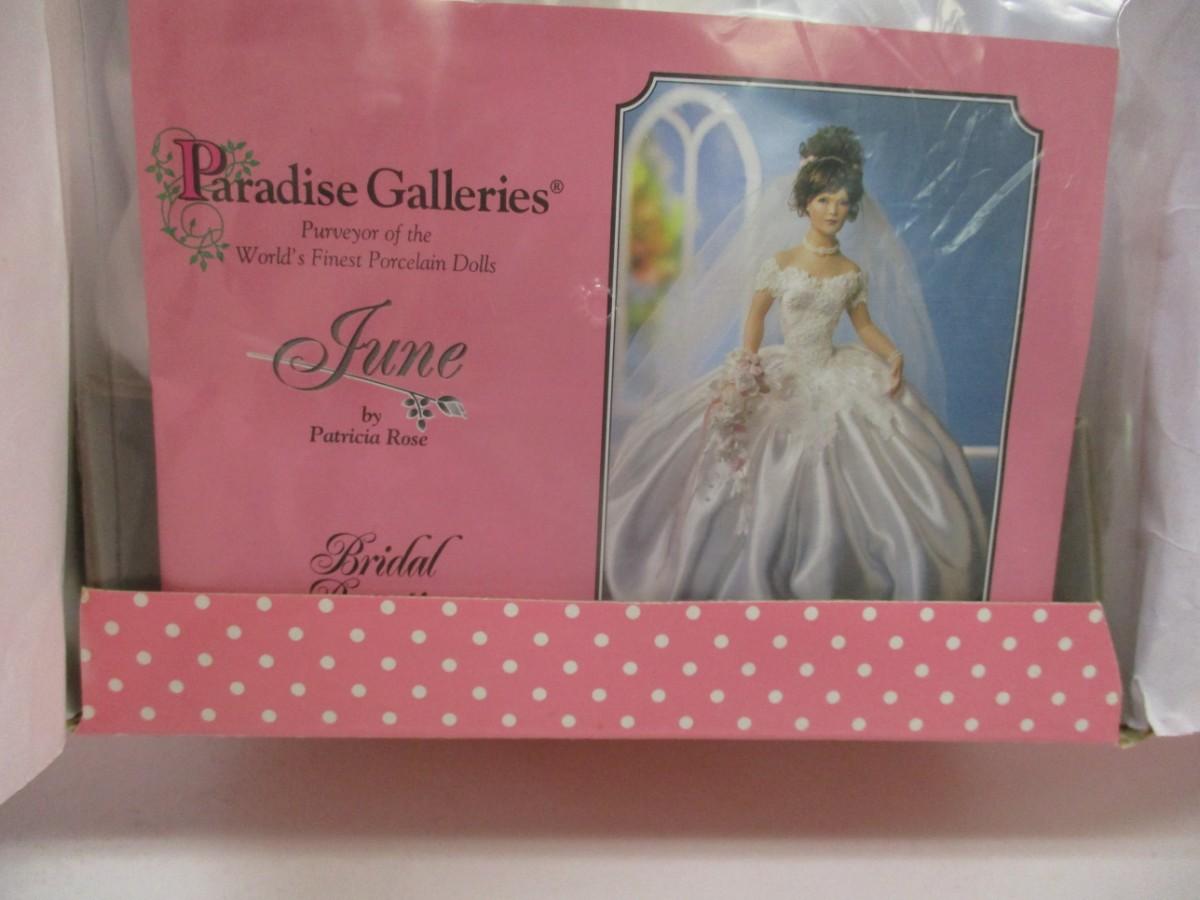 Paradise Galleries®
Purveyor of the
World's Finest Porcelain Dolls
June
by
Patricia Rose
Bridal